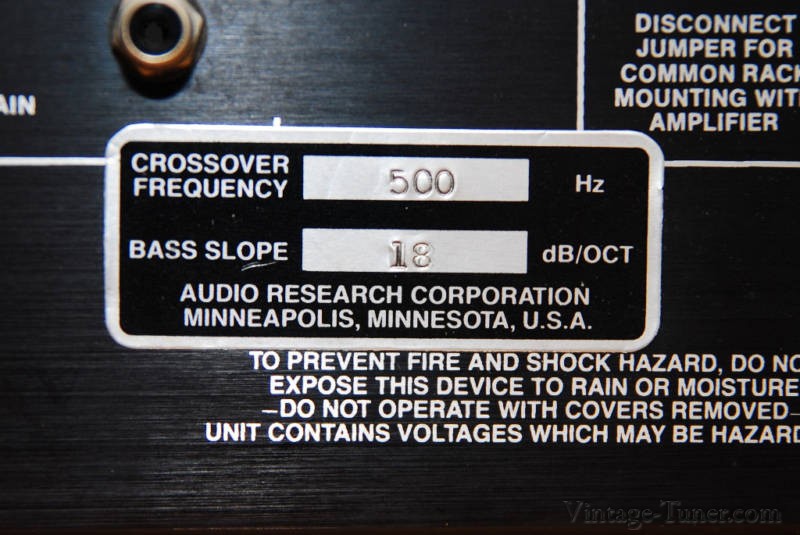 DISCONNECT
JUMPER FOR
COMMON RACK
MOUNTING WITH
AMPLIFIER
AIN
CROSSOVER
FREQUENCY 500 Hz
BASS SLOPE 18 dB/OCT
AUDIO RESEARCH CORPORATION
MINNEAPOLIS, MINNESOTA, U.S.A.
TO PREVENT FIRE AND SHOCK HAZARD, DO NO
EXPOSE THIS DEVICE TO RAIN OR MOISTURE
–DO NOT OPERATE WITH COVERS REMOVED–
UNIT CONTAINS VOLTAGES WHICH MAY BE HAZARD
Vintage-Tuner.com